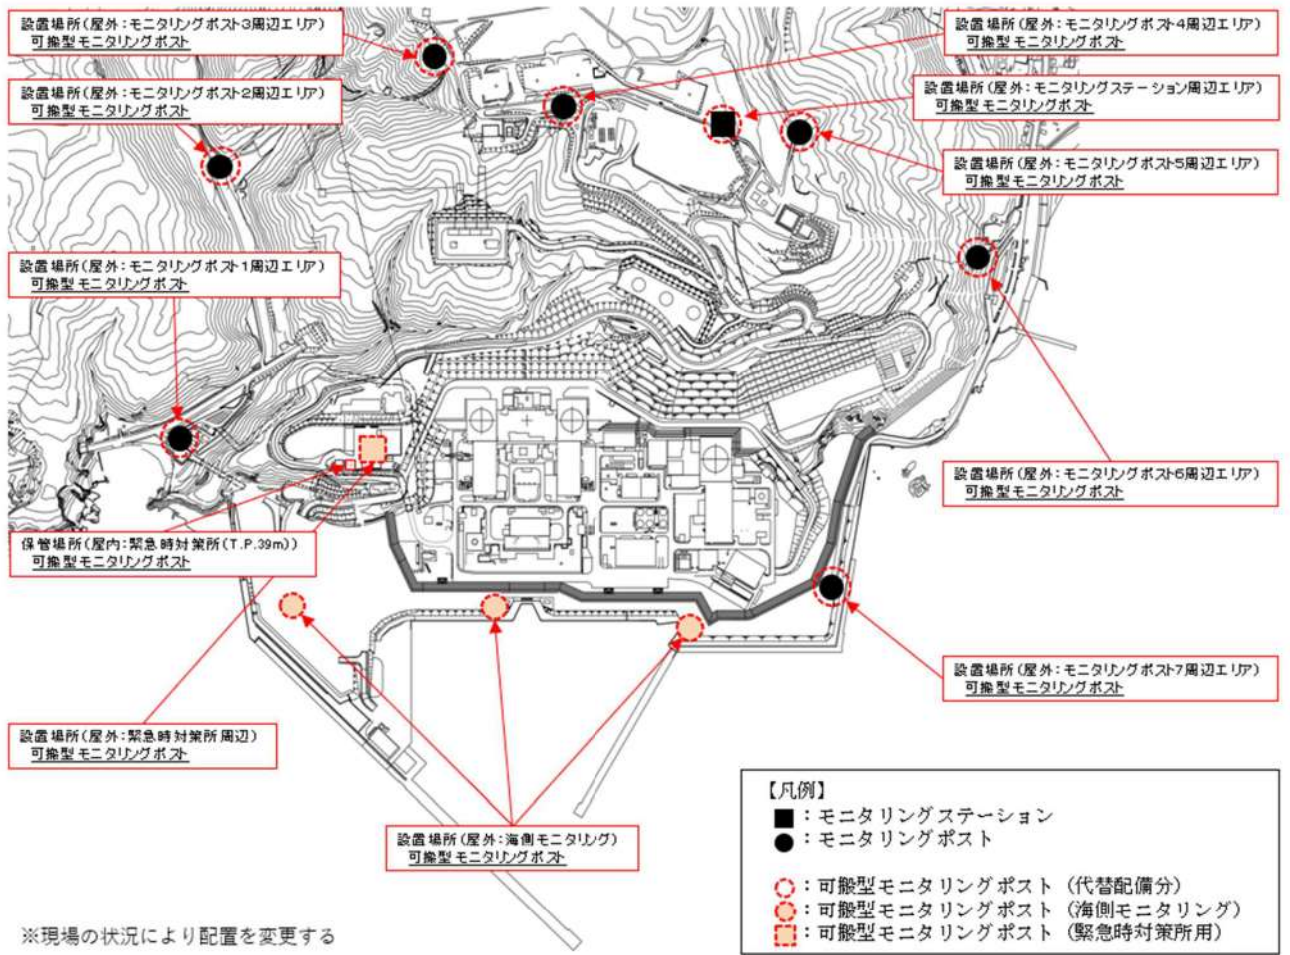 設置場所(屋外:モニタリングポスト3周辺エリア)
可搬型モニタリングポスト
設置場所(屋外:モニタリングポスト4周辺エリア)
可搬型モニタリングポスト
設置場所(屋外:モニタリングポスト2周辺エリア)
可搬型モニタリングポスト
設置場所(屋外:モニタリングステーション周辺エリア)
可搬型モニタリングポスト
設置場所(屋外:モニタリングポスト5周辺エリア)
可搬型モニタリングポスト
設置場所(屋外:モニタリングポスト1周辺エリア)
可搬型モニタリングポスト
設置場所(屋外:モニタリングポスト6周辺エリア)
可搬型モニタリングポスト
保管場所(屋内:緊急時対策所(T.P.39m))
可搬型モニタリングポスト
設置場所(屋外:モニタリングポスト7周辺エリア)
可搬型モニタリングポスト
設置場所(屋外:緊急時対策所周辺)
可搬型モニタリングポスト
設置場所(屋外:海側モニタリング)
可搬型モニタリングポスト
【凡例】
■:モニタリングステーション
●:モニタリングポスト
:可搬型モニタリングポスト(代替配備分)
:可搬型モニタリングポスト(海側モニタリング)
:可搬型モニタリングポスト(緊急時対策所用)
※現場の状況により配置を変更する